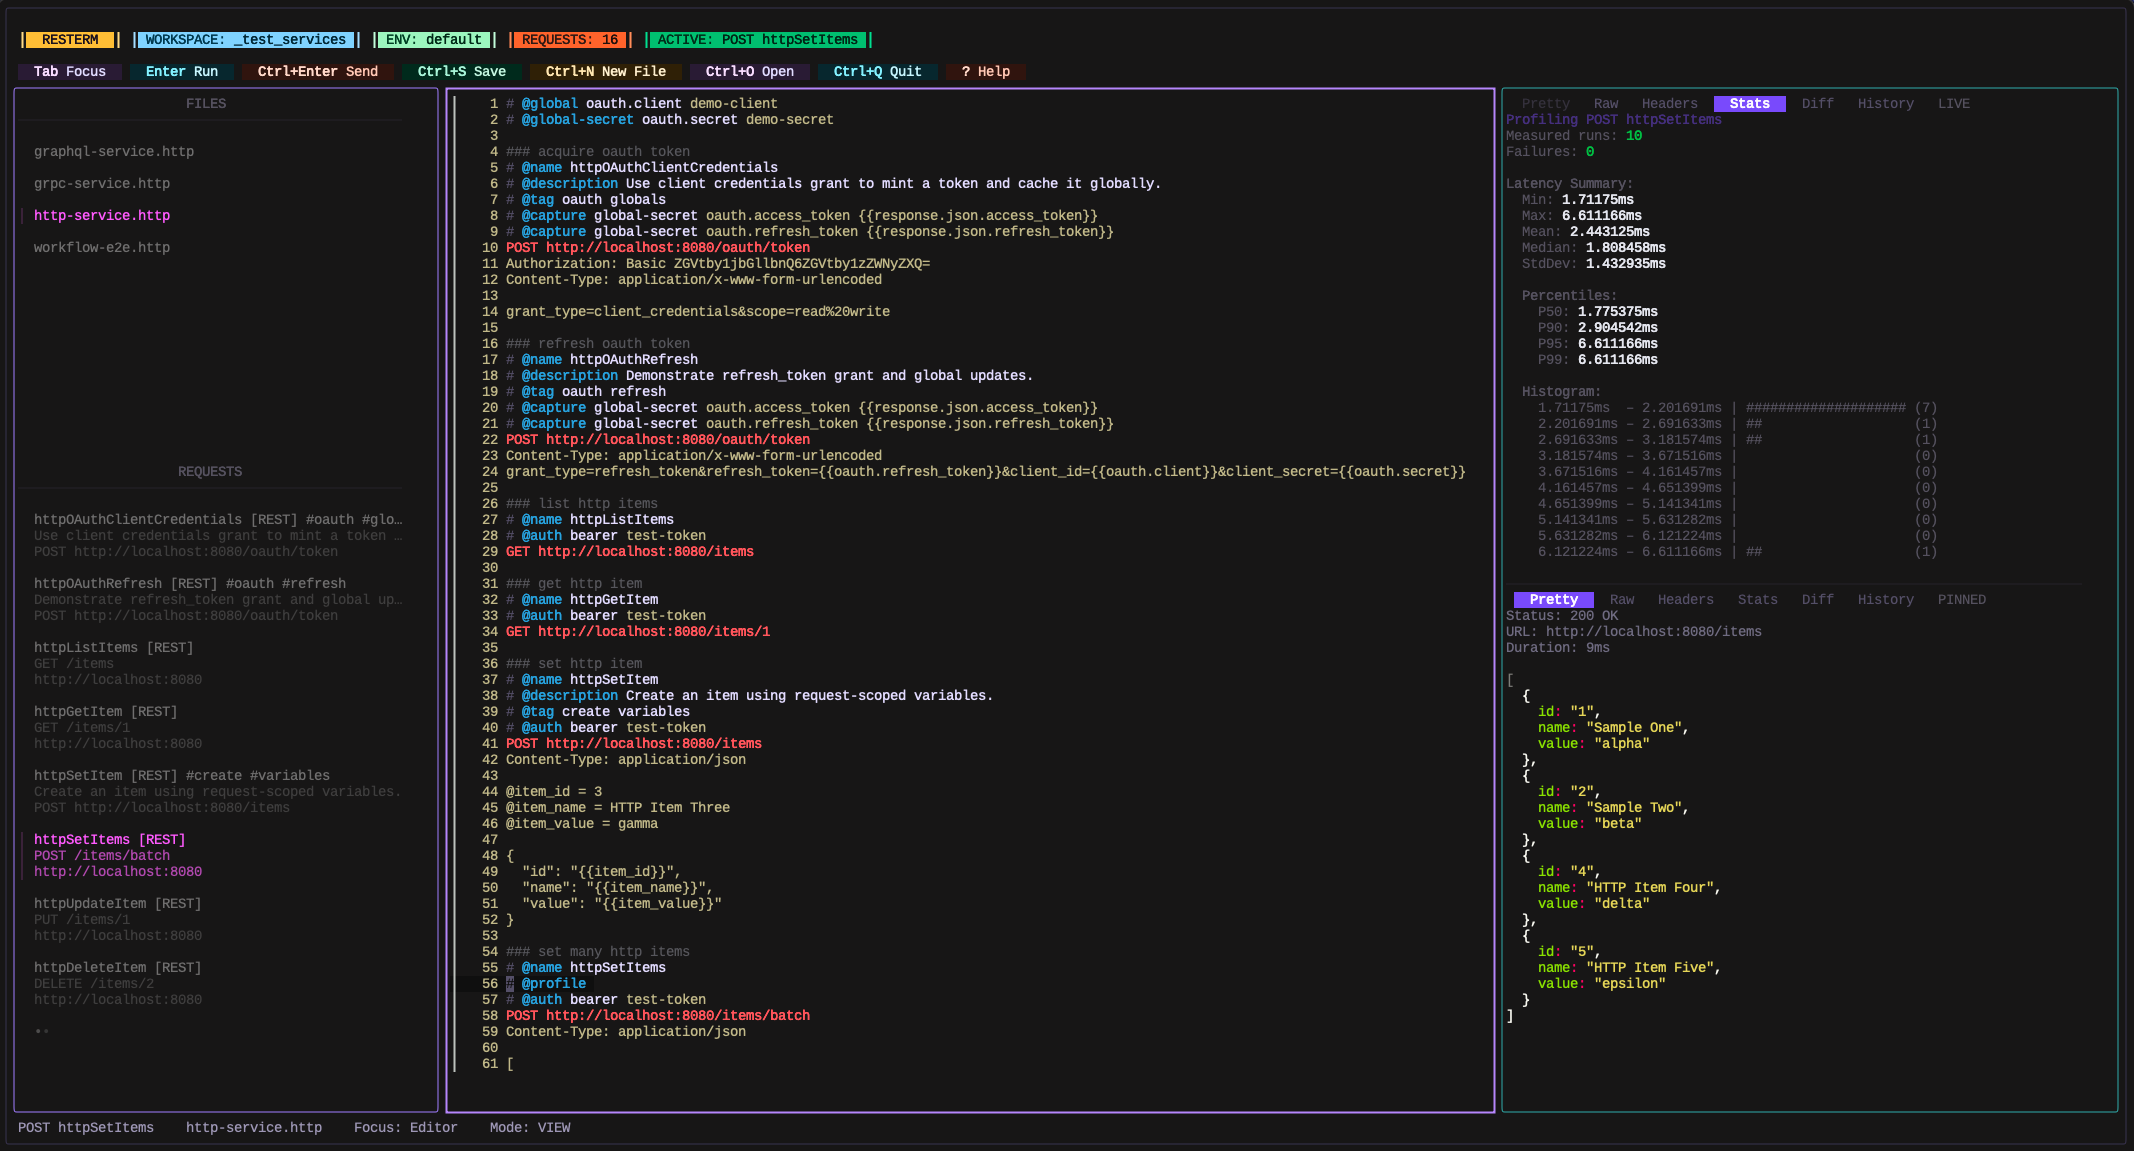 RESTERM WORKSPACE: _test_services ENV: default REQUESTS: 16 ACTIVE: POST httpSetItems
Tab Focus Enter Run Ctrl+Enter Send Ctrl+S Save Ctrl+N New File Ctrl+O Open Ctrl+Q Quit ? Help
FILES
graphql-service.http
grpc-service.http
http-service.http
workflow-e2e.http
REQUESTS
httpOAuthClientCredentials [REST] #oauth #glo…
Use client credentials grant to mint a token …
POST http://localhost:8080/oauth/token
httpOAuthRefresh [REST] #oauth #refresh
Demonstrate refresh_token grant and global up…
POST http://localhost:8080/oauth/token
httpListItems [REST]
GET /items
http://localhost:8080
httpGetItem [REST]
GET /items/1
http://localhost:8080
httpSetItem [REST] #create #variables
Create an item using request-scoped variables.
POST http://localhost:8080/items
httpSetItems [REST]
POST /items/batch
http://localhost:8080
httpUpdateItem [REST]
PUT /items/1
http://localhost:8080
httpDeleteItem [REST]
DELETE /items/2
http://localhost:8080
••
1 # @global oauth.client demo-client
2 # @global-secret oauth.secret demo-secret
3
4 ### acquire oauth token
5 # @name httpOAuthClientCredentials
6 # @description Use client credentials grant to mint a token and cache it globally.
7 # @tag oauth globals
8 # @capture global-secret oauth.access_token {{response.json.access_token}}
9 # @capture global-secret oauth.refresh_token {{response.json.refresh_token}}
10 POST http://localhost:8080/oauth/token
11 Authorization: Basic ZGVtby1jbGllbnQ6ZGVtby1zZWNyZXQ=
12 Content-Type: application/x-www-form-urlencoded
13
14 grant_type=client_credentials&scope=read%20write
15
16 ### refresh oauth token
17 # @name httpOAuthRefresh
18 # @description Demonstrate refresh_token grant and global updates.
19 # @tag oauth refresh
20 # @capture global-secret oauth.access_token {{response.json.access_token}}
21 # @capture global-secret oauth.refresh_token {{response.json.refresh_token}}
22 POST http://localhost:8080/oauth/token
23 Content-Type: application/x-www-form-urlencoded
24 grant_type=refresh_token&refresh_token={{oauth.refresh_token}}&client_id={{oauth.client}}&client_secret={{oauth.secret}}
25
26 ### list http items
27 # @name httpListItems
28 # @auth bearer test-token
29 GET http://localhost:8080/items
30
31 ### get http item
32 # @name httpGetItem
33 # @auth bearer test-token
34 GET http://localhost:8080/items/1
35
36 ### set http item
37 # @name httpSetItem
38 # @description Create an item using request-scoped variables.
39 # @tag create variables
40 # @auth bearer test-token
41 POST http://localhost:8080/items
42 Content-Type: application/json
43
44 @item_id = 3
45 @item_name = HTTP Item Three
46 @item_value = gamma
47
48 {
49 "id": "{{item_id}}",
50 "name": "{{item_name}}",
51 "value": "{{item_value}}"
52 }
53
54 ### set many http items
55 # @name httpSetItems
56 # @profile
57 # @auth bearer test-token
58 POST http://localhost:8080/items/batch
59 Content-Type: application/json
60
61 [
Pretty Raw Headers Stats Diff History LIVE
Profiling POST httpSetItems
Measured runs: 10
Failures: 0
Latency Summary:
Min: 1.71175ms
Max: 6.611166ms
Mean: 2.443125ms
Median: 1.808458ms
StdDev: 1.432935ms
Percentiles:
P50: 1.775375ms
P90: 2.904542ms
P95: 6.611166ms
P99: 6.611166ms
Histogram:
1.71175ms – 2.201691ms | #################### (7)
2.201691ms – 2.691633ms | ## (1)
2.691633ms – 3.181574ms | ## (1)
3.181574ms – 3.671516ms | (0)
3.671516ms – 4.161457ms | (0)
4.161457ms – 4.651399ms | (0)
4.651399ms – 5.141341ms | (0)
5.141341ms – 5.631282ms | (0)
5.631282ms – 6.121224ms | (0)
6.121224ms – 6.611166ms | ## (1)
Pretty Raw Headers Stats Diff History PINNED
Status: 200 OK
URL: http://localhost:8080/items
Duration: 9ms
[
{
id: "1",
name: "Sample One",
value: "alpha"
},
{
id: "2",
name: "Sample Two",
value: "beta"
},
{
id: "4",
name: "HTTP Item Four",
value: "delta"
},
{
id: "5",
name: "HTTP Item Five",
value: "epsilon"
}
]
POST httpSetItems http-service.http Focus: Editor Mode: VIEW